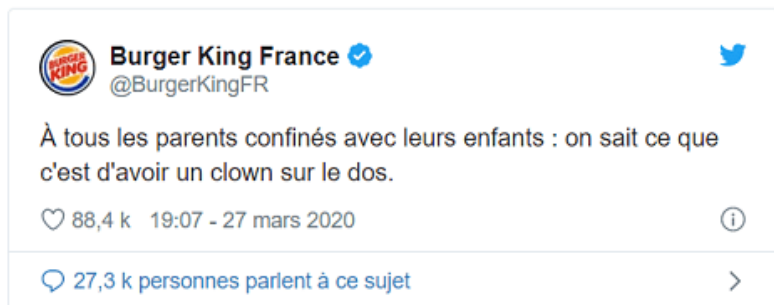 BURGER KING
Burger King France
@BurgerKingFR
À tous les parents confinés avec leurs enfants : on sait ce que
c'est d'avoir un clown sur le dos.
88,4 k 19:07 - 27 mars 2020
27,3 k personnes parlent à ce sujet